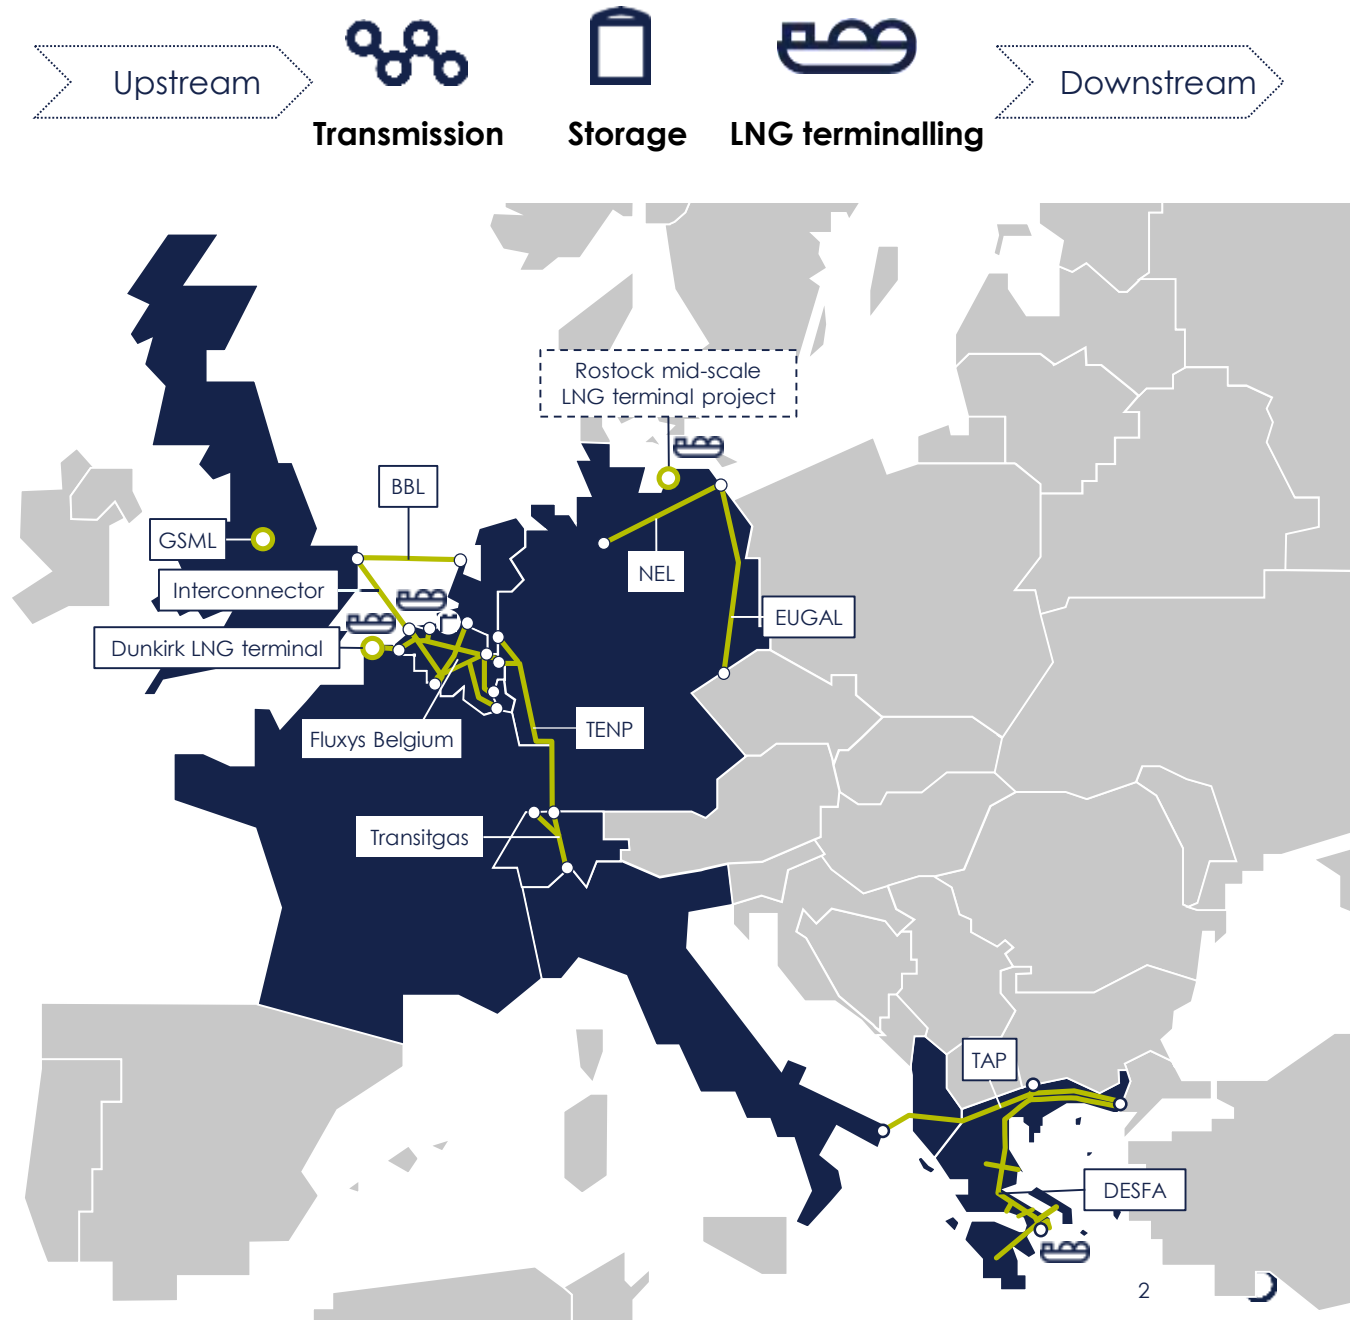 Upstream
Transmission
Storage
LNG terminalling
Downstream
Rostock mid-scale
LNG terminal project
BBL
GSML
NEL
Interconnector
EUGAL
Dunkirk LNG terminal
Fluxys Belgium
TENP
Transitgas
TAP
DESFA
2